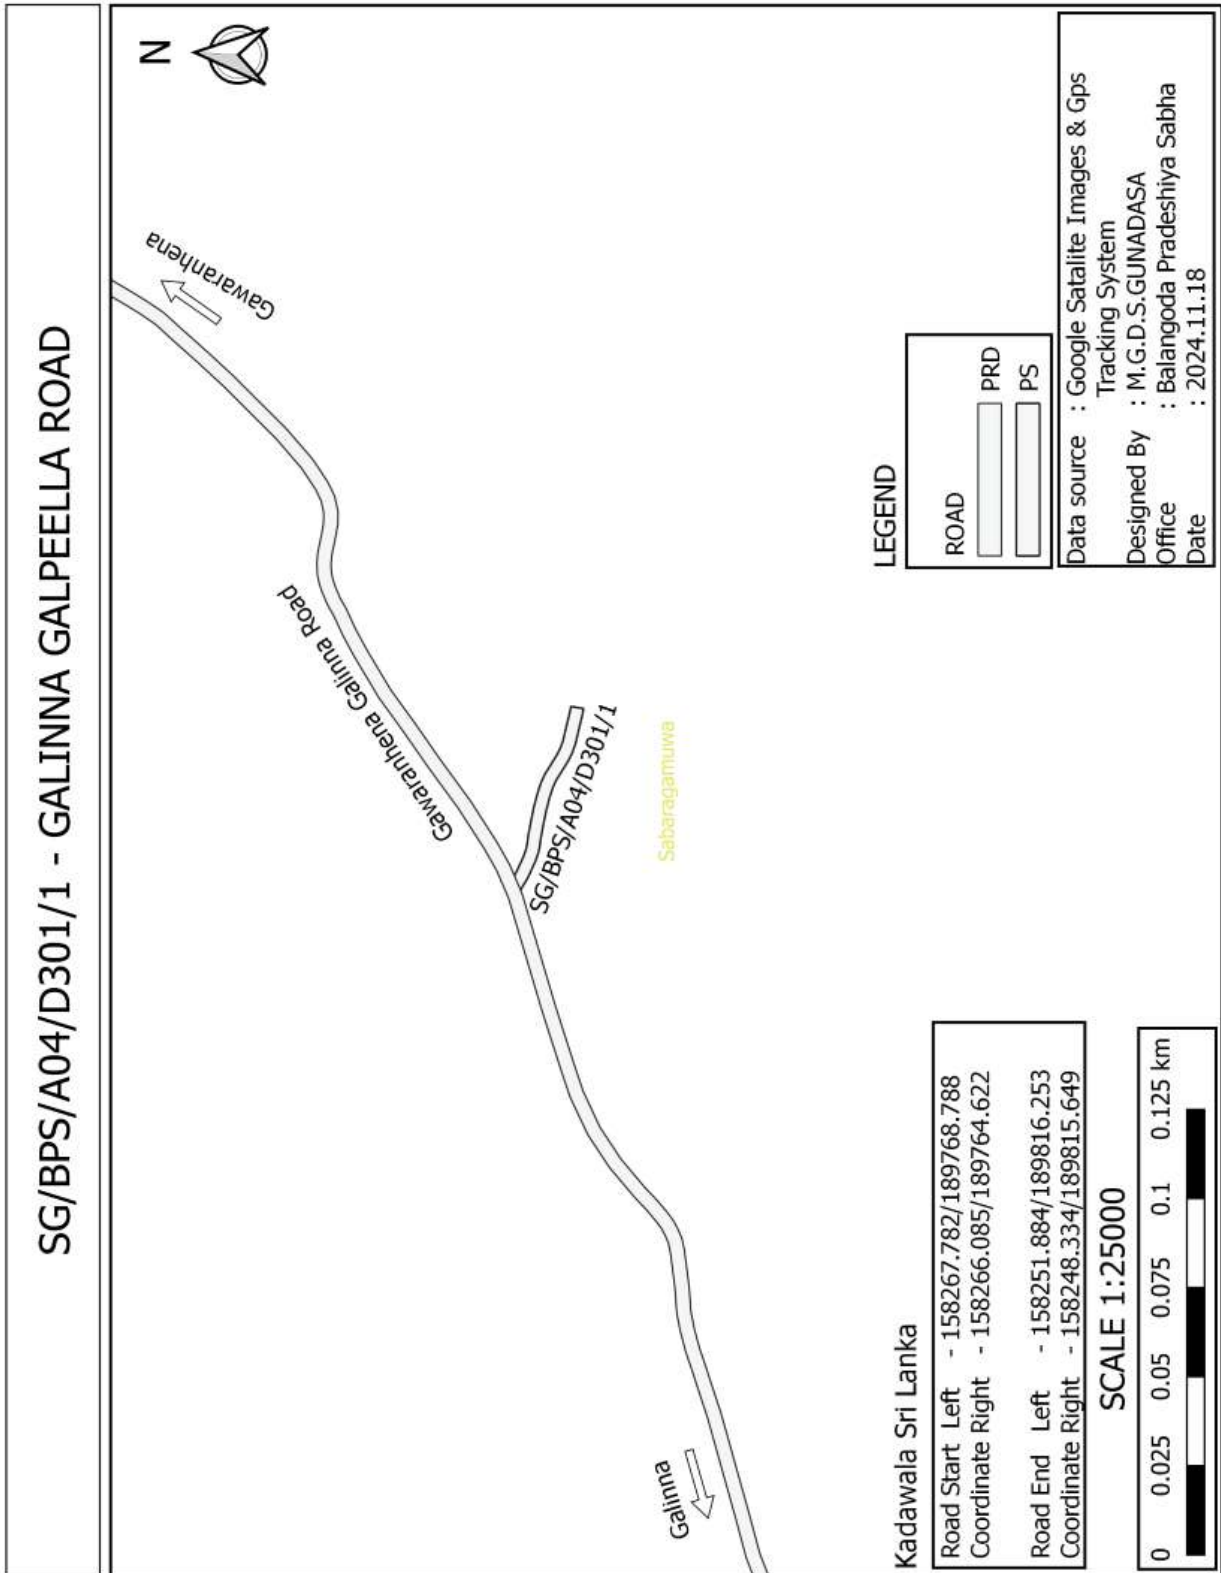 SG/BPS/A04/D301/1 - GALINNA GALPEELLA ROAD
N
Gawaranhena
Gawaranhena Galinna Road
SG/BPS/A04/D301/1
Sabaragamuwa
Galinna
Kadawala Sri Lanka
Road Start Left - 158267.782/189768.788
Coordinate Right - 158266.085/189764.622
Road End Left - 158251.884/189816.253
Coordinate Right - 158248.334/189815.649
SCALE 1:25000
0 0.025 0.05 0.075 0.1 0.125 km
LEGEND
ROAD
PRD
PS
Data source : Google Satalite Images & Gps
Tracking System
Designed By : M.G.D.S.GUNADASA
Office : Balangoda Pradeshiya Sabha
Date : 2024.11.18